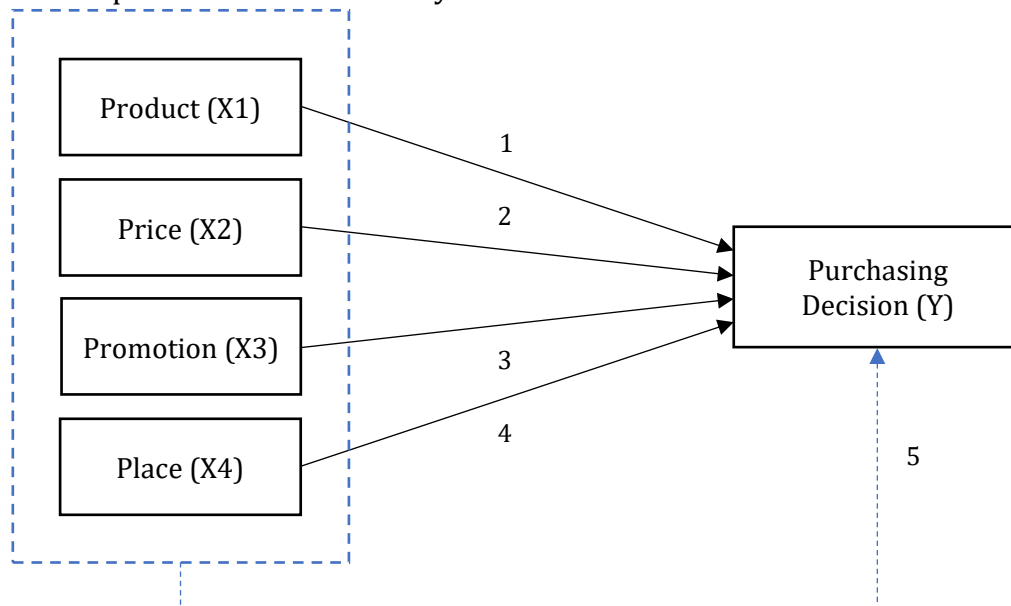 Product (X1)
1
Price (X2)
2
Purchasing
Decision (Y)
Promotion (X3)
3
4
Place (X4)
5